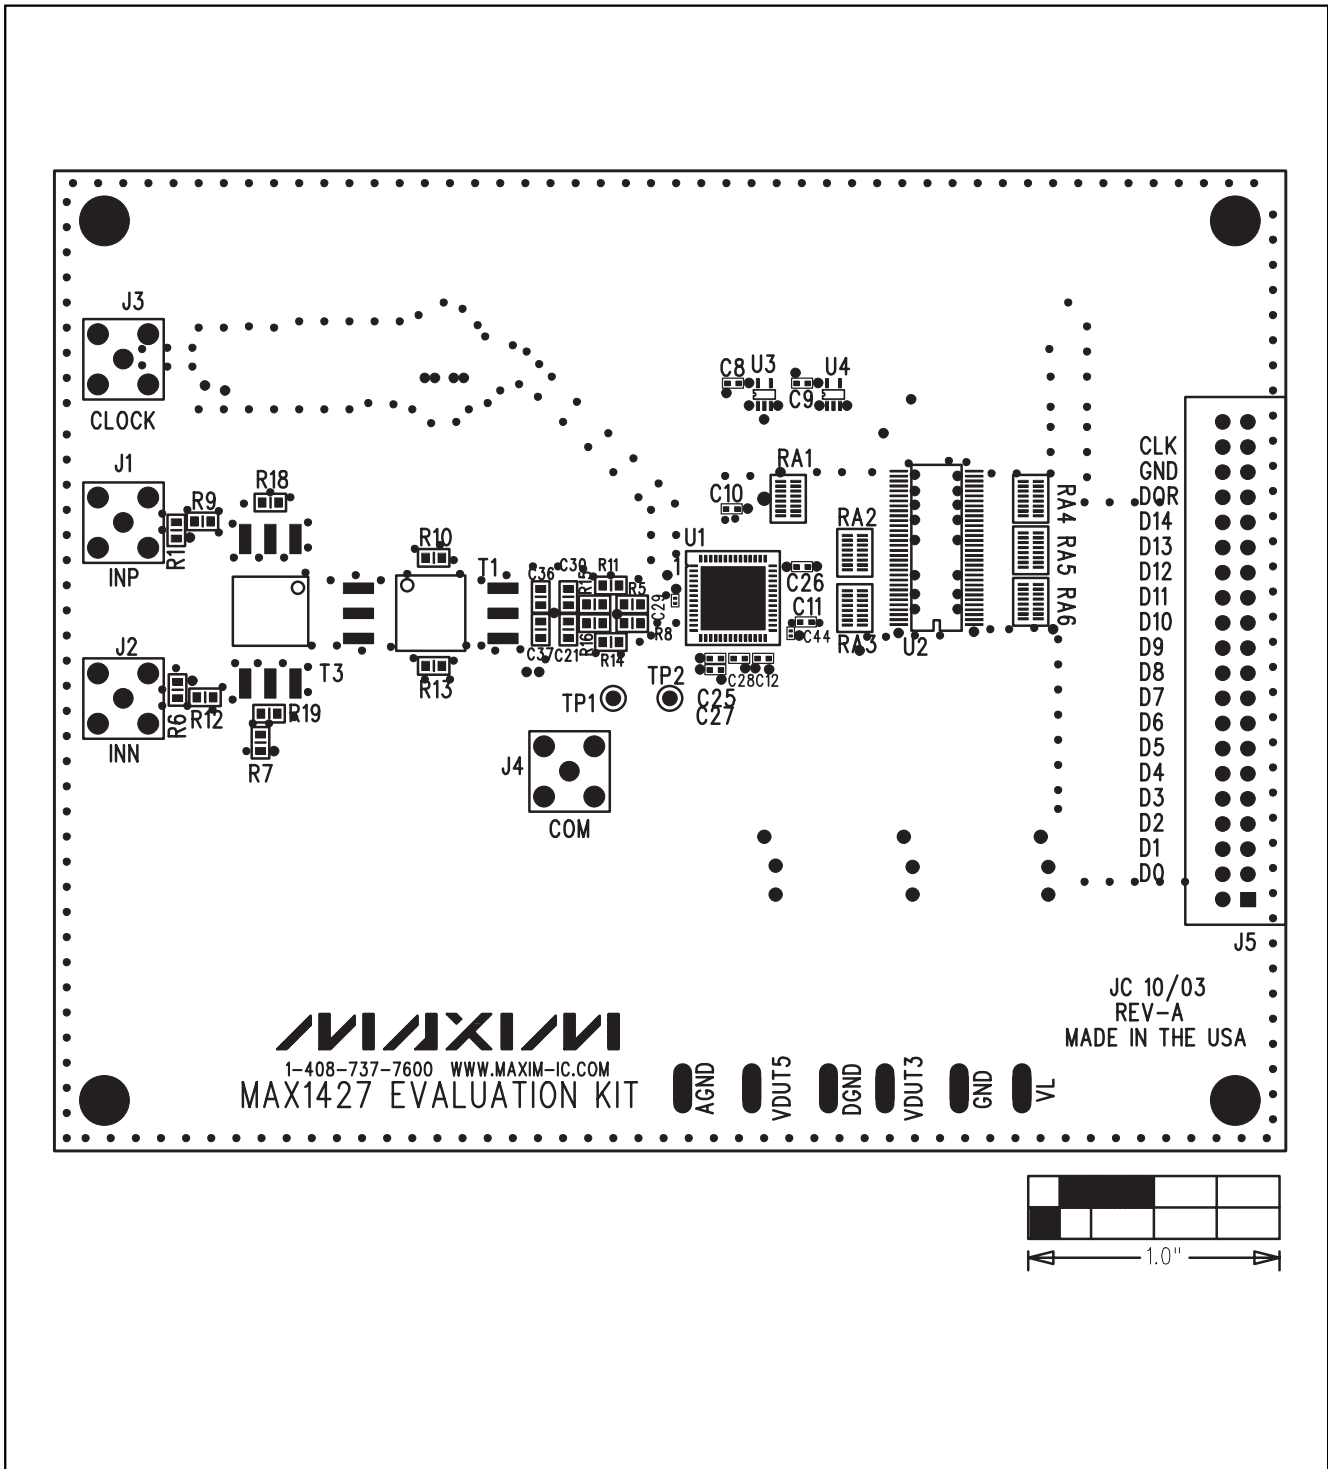 J3
CLOCK
C8
U3
C9
U4
J1
INP
R1
R9
R18
R10
T1
C36
C30
R15
R11
R5
C29
R8
R16
R14
C37
C21
1
U1
C10
RA1
RA2
RA3
U2
C26
C11
C44
C28
C12
C25
C27
TP1
TP2
RA4
RA5
RA6
CLK
GND
DOR
D14
D13
D12
D11
D10
D9
D8
D7
D6
D5
D4
D3
D2
D1
D0
J5
J2
INN
R6
R12
T3
R19
R7
R13
J4
COM
JC 10/03
REV-A
MADE IN THE USA
MAXIM
1-408-737-7600 WWW.MAXIM-IC.COM
MAX1427 EVALUATION KIT
AGND
VDUT5
DGND
VDUT3
GND
VL
1.0"